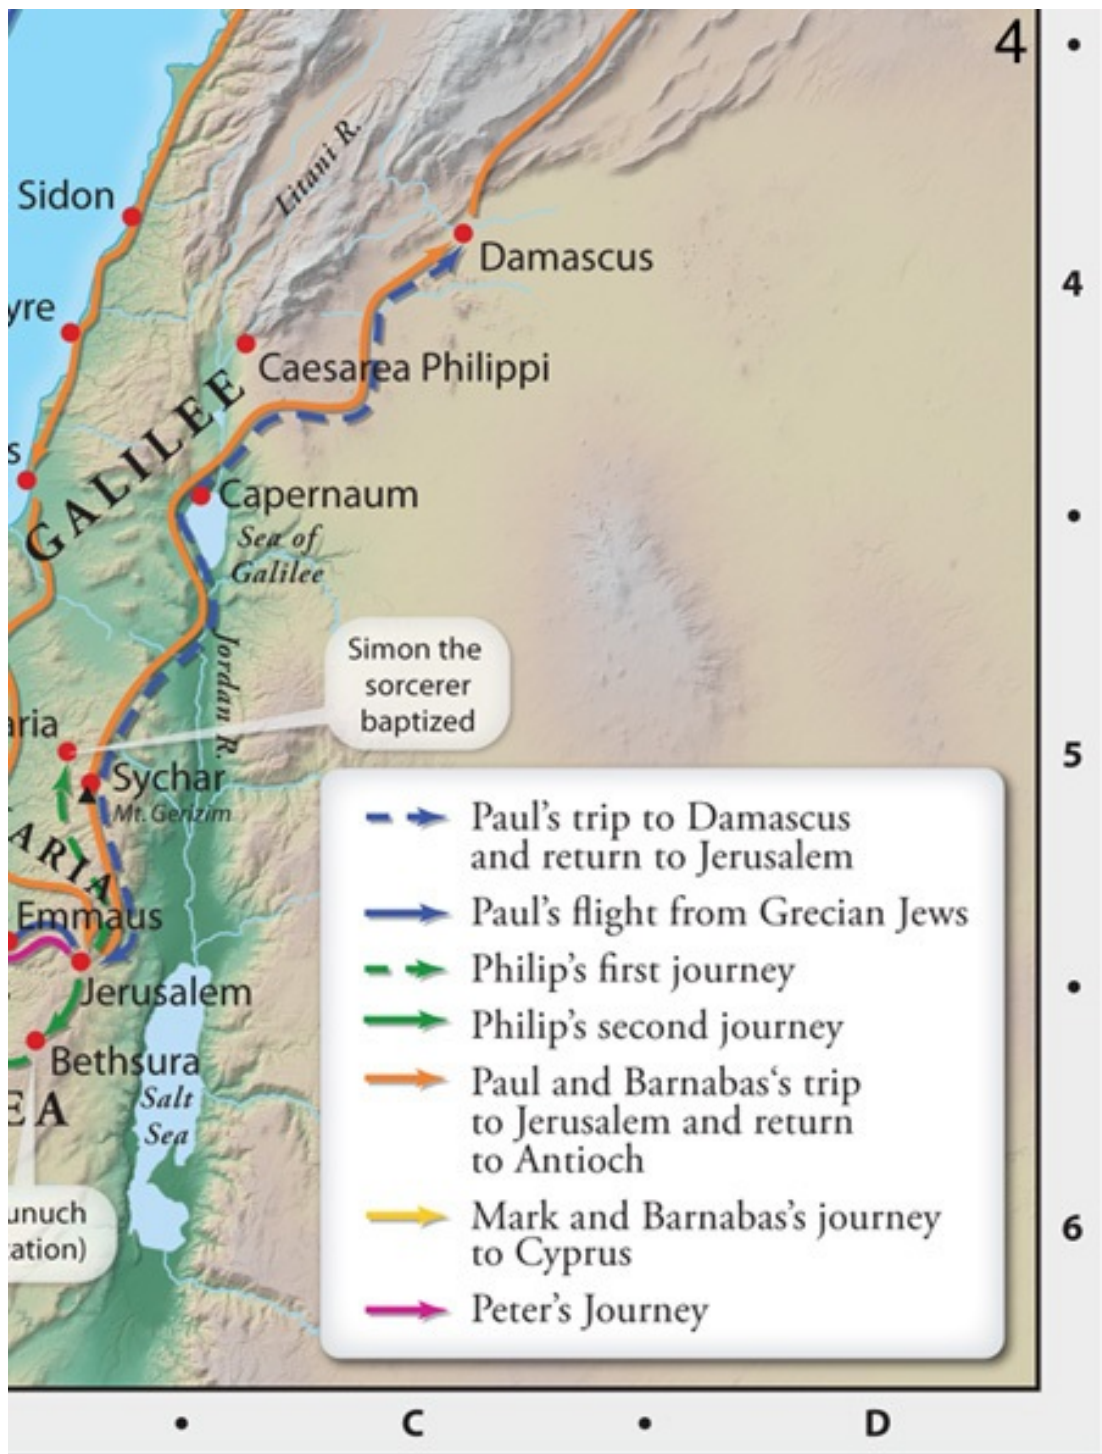 4
Litani R.
Sidon
Damascus
4
yre
Caesarea Philippi
GALILEE
s
Capernaum
Sea of
Galilee
Jordan R.
Simon the
sorcerer
baptized
aria
5
Sychar
Mt. Gerizim
ARIA
Emmaus
Jerusalem
Bethsura
EA
Salt
Sea
unuch
ation)
Paul's trip to Damascus
and return to Jerusalem
Paul's flight from Grecian Jews
Philip's first journey
Philip's second journey
Paul and Barnabas‘s trip
to Jerusalem and return
to Antioch
Mark and Barnabas's journey
to Cyprus
Peter's Journey
6
C
D